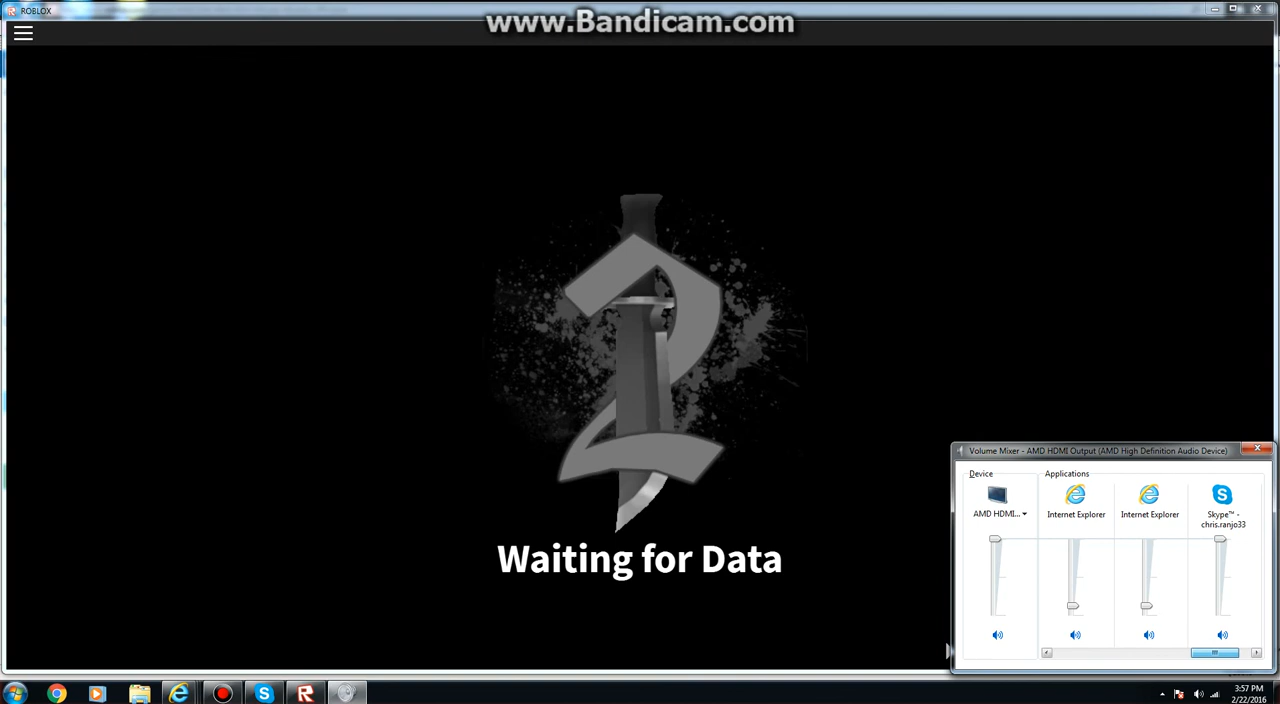 ROBLOX
www.Bandicam.com
2
Waiting for Data
Volume Mixer - AMD HDMI Output (AMD High Definition Audio Device)
Device
Applications
AMD HDMI...
Internet Explorer
Internet Explorer
Skype™ -
chris.ranjo33
3:57 PM
2/22/2016